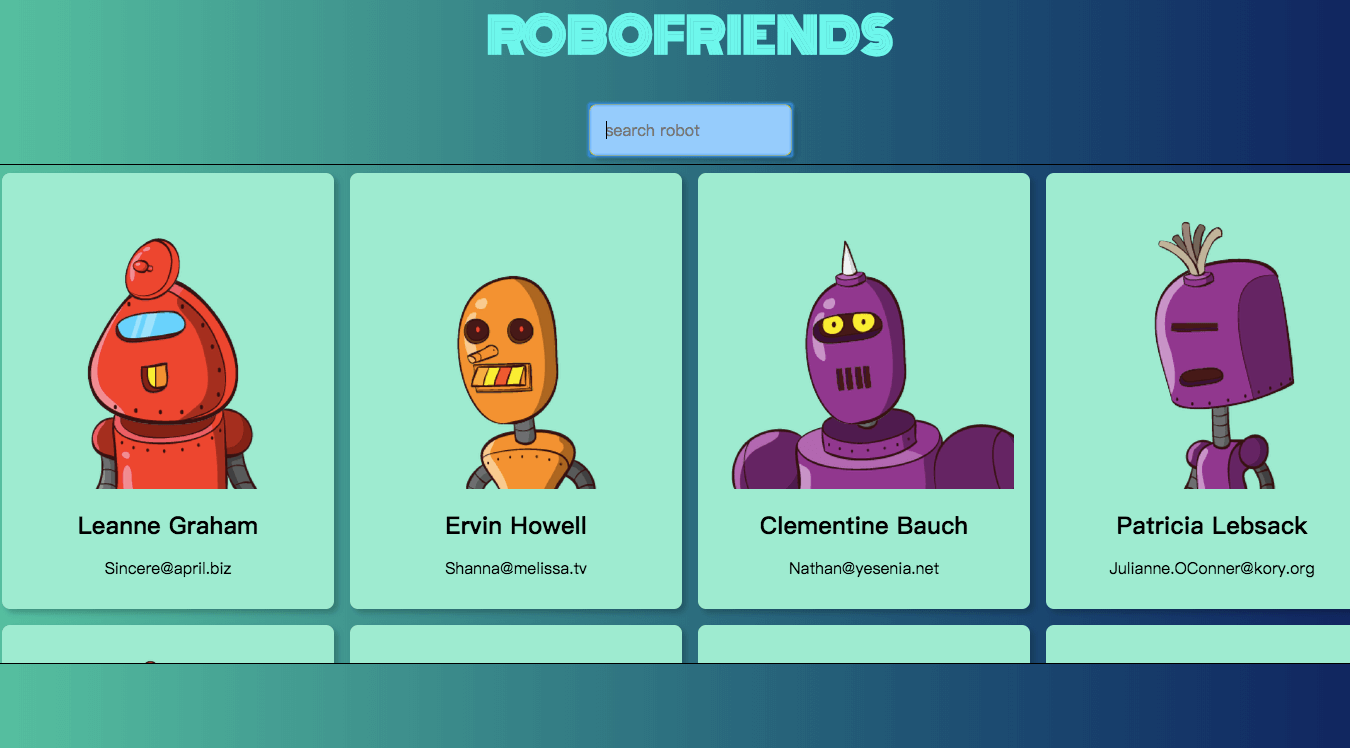 ROBOFRIENDS
search robot
Leanne Graham
Sincere@april.biz
Ervin Howell
Shanna@melissa.tv
Clementine Bauch
Nathan@yesenia.net
Patricia Lebsack
Julianne.OConner@kory.org